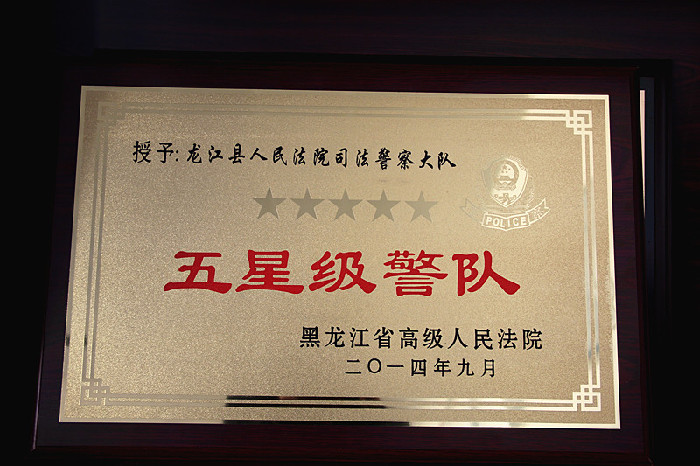 授予:龙江县人民法院司法警察大队
POLICE
五星级警队
黑龙江省高级人民法院
二〇一四年九月